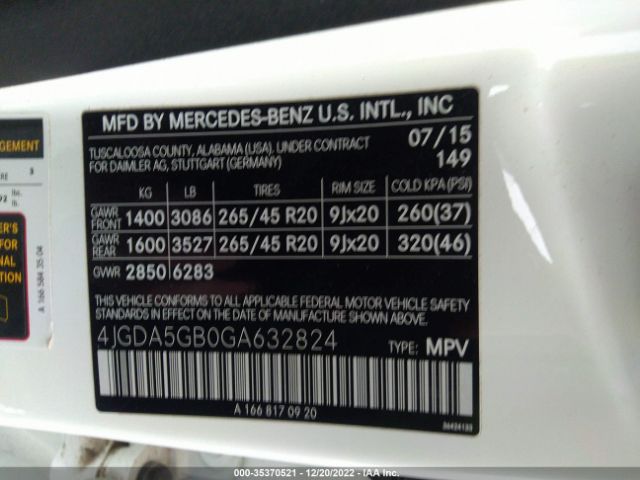 MFD BY MERCEDES-BENZ U.S. INTL., INC
TUSCALOOSA COUNTY, ALABAMA (USA), UNDER CONTRACT
FOR DAIMLER AG, STUTTGART (GERMANY)
07/15
149
KG LB TIRES RIM SIZE COLD KPA (PSI)
GAWR FRONT 1400 3086 265/45 R20 9Jx20 260(37)
GAWR REAR 1600 3527 265/45 R20 9Jx20 320(46)
GVWR 2850 6283
THIS VEHICLE CONFORMS TO ALL APPLICABLE FEDERAL MOTOR VEHICLE SAFETY
STANDARDS IN EFFECT ON THE DATE OF MANUFACTURE SHOWN ABOVE.
4JGDA5GB0GA632824
TYPE: MPV
A 166 817 09 20
A 166 584 35 04
000-35370521 - 12/20/2022 - IAA Inc.